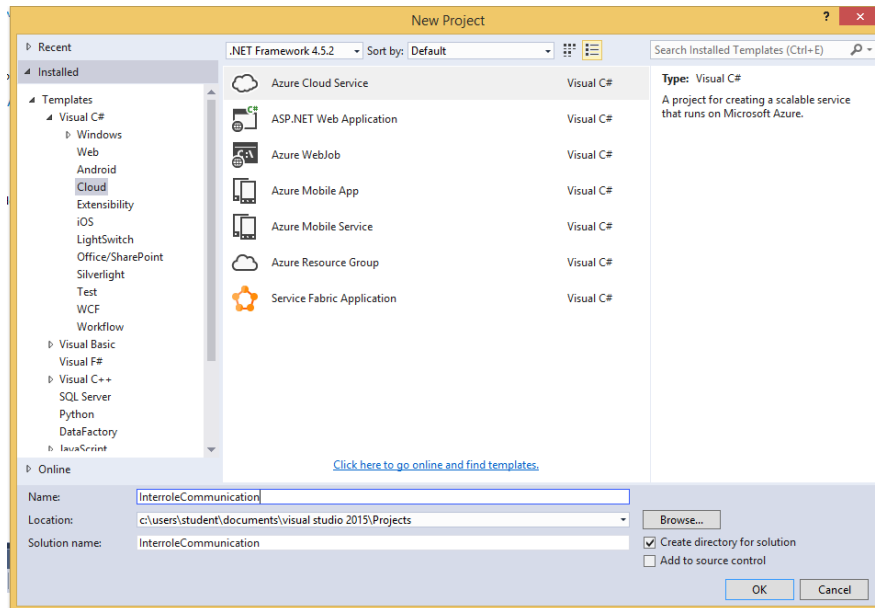 New Project
?
Recent
.NET Framework 4.5.2 Sort by: Default
Search Installed Templates (Ctrl+E)
Installed
Templates
Visual C#
Windows
Web
Android
Cloud
Extensibility
iOS
LightSwitch
Office/SharePoint
Silverlight
Test
WCF
Workflow
Visual Basic
Visual F#
Visual C++
SQL Server
Python
DataFactory
JavaScript
Online
Azure Cloud Service Visual C#
C#
ASP.NET Web Application Visual C#
C:\
Azure WebJob Visual C#
Azure Mobile App Visual C#
Azure Mobile Service Visual C#
Azure Resource Group Visual C#
Service Fabric Application Visual C#
Click here to go online and find templates.
Type: Visual C#
A project for creating a scalable service
that runs on Microsoft Azure.
Name: InterroleCommunication
Location: c:\users\student\documents\visual studio 2015\Projects
Browse...
Solution name: InterroleCommunication
Create directory for solution
Add to source control
OK Cancel